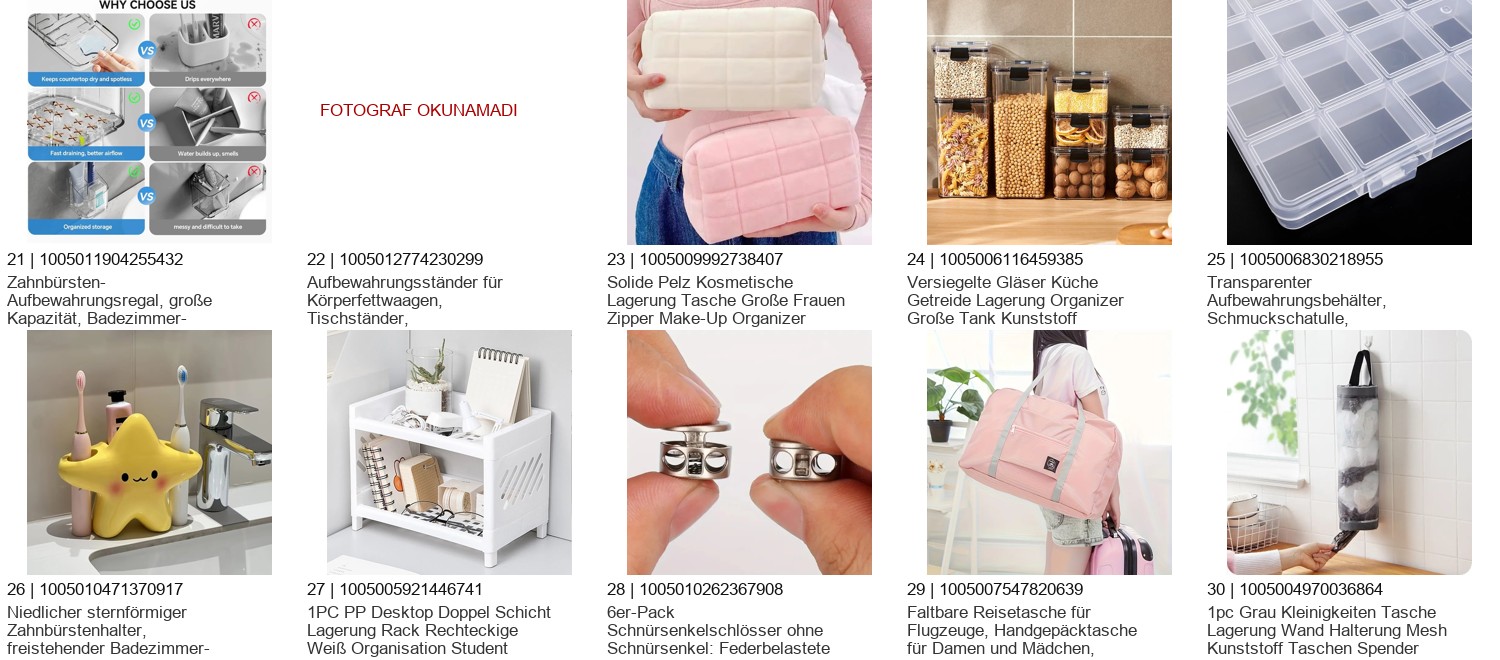 WHY CHOOSE US
VS
Keeps countertop dry and spotless
Drips everywhere
VS
Fast draining, better airflow
Water builds up, smells
VS
Organized storage
messy and difficult to take
FOTOGRAF OKUNAMADI
21 | 1005011904255432
Zahnbürsten-
Aufbewahrungsregal, große
Kapazität, Badezimmer-
22 | 1005012774230299
Aufbewahrungsständer für
Körperfettwaagen,
Tischständer,
23 | 1005009992738407
Solide Pelz Kosmetische
Lagerung Tasche Große Frauen
Zipper Make-Up Organizer
24 | 1005006116459385
Versiegelte Gläser Küche
Getreide Lagerung Organizer
Große Tank Kunststoff
25 | 1005006830218955
Transparenter
Aufbewahrungsbehälter,
Schmuckschatulle,
26 | 1005010471370917
Niedlicher sternförmiger
Zahnbürstenhalter,
freistehender Badezimmer-
27 | 1005005921446741
1PC PP Desktop Doppel Schicht
Lagerung Rack Rechteckige
Weiß Organisation Student
28 | 1005010262367908
6er-Pack
Schnürsenkelschlösser ohne
Schnürsenkel: Federbelastete
29 | 1005007547820639
Faltbare Reisetasche für
Flugzeuge, Handgepäcktasche
für Damen und Mädchen,
30 | 1005004970036864
1pc Grau Kleinigkeiten Tasche
Lagerung Wand Halterung Mesh
Kunststoff Taschen Spender